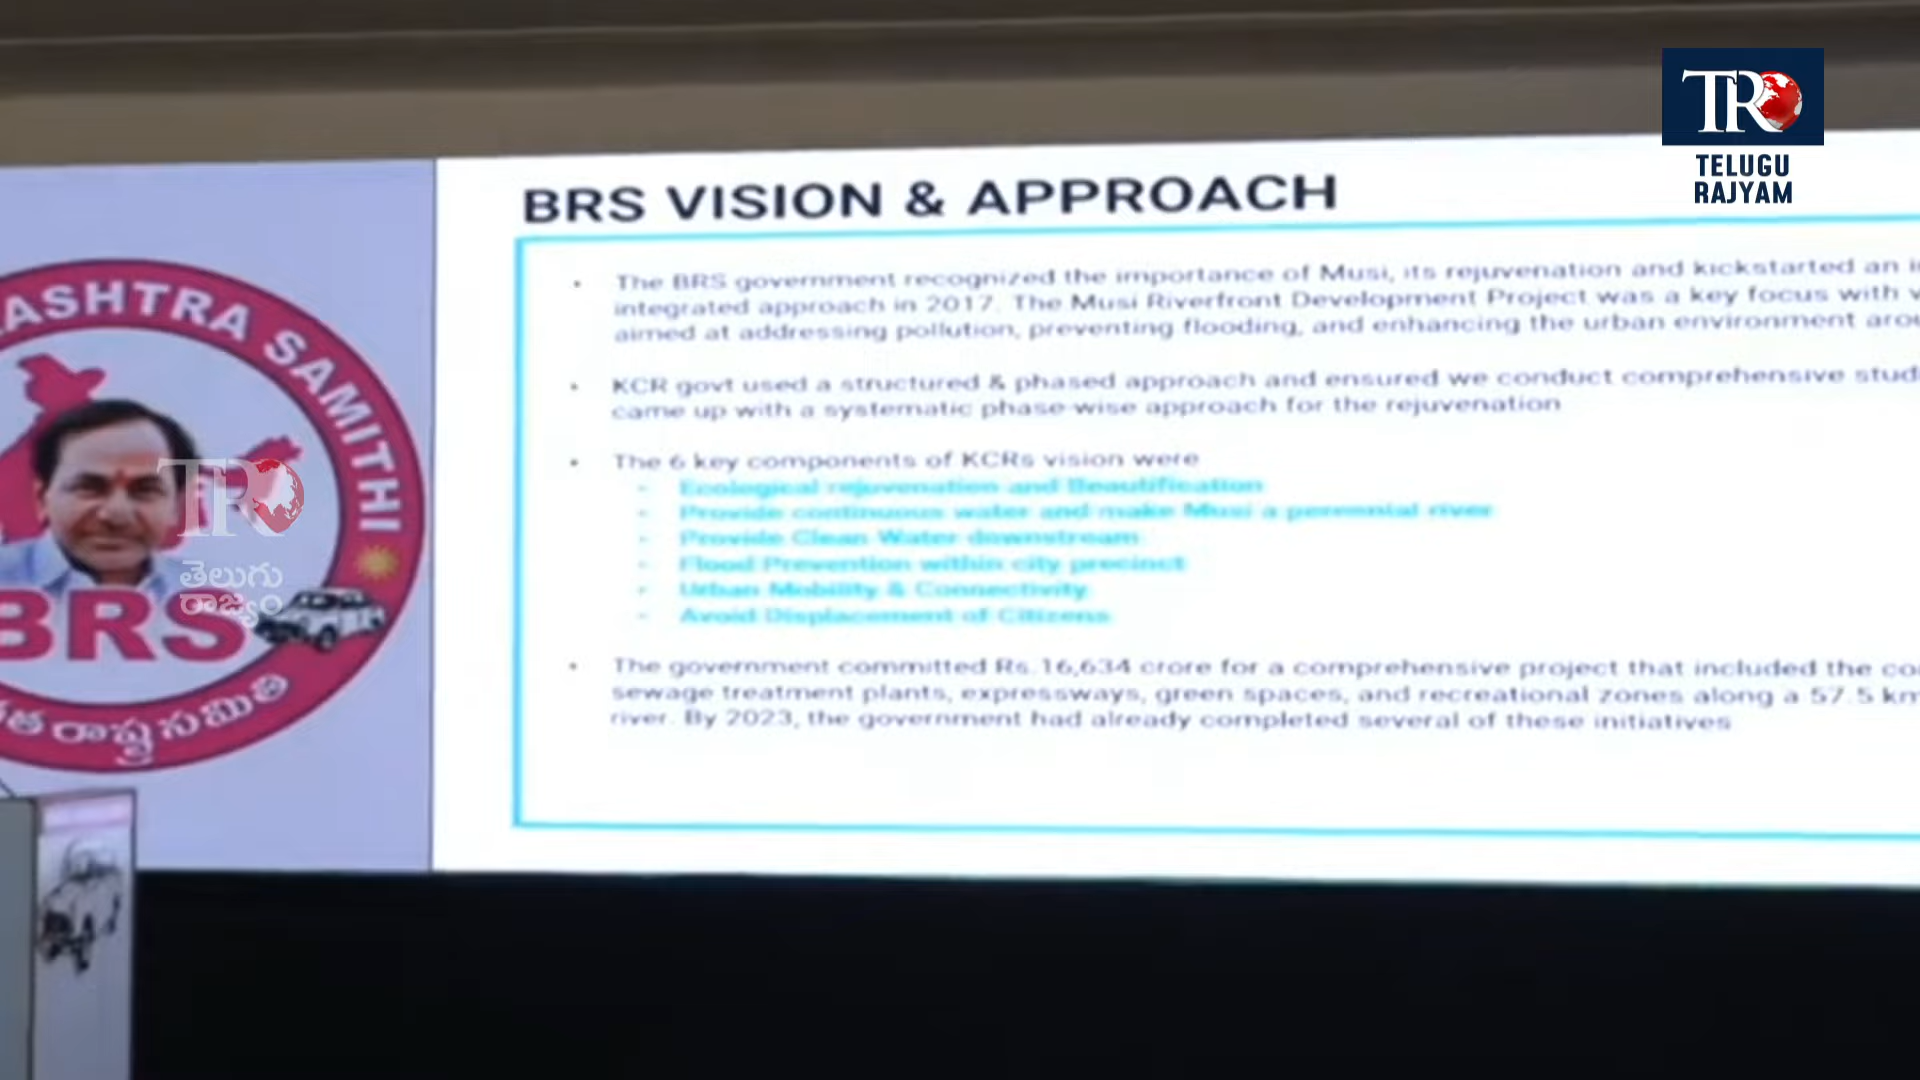 TRO
TELUGU
RAJYAM
BRS VISION & APPROACH
The BRS government recognized the importance of Musi, its rejuvenation and kickstarted an
integrated approach in 2017. The Musi Riverfront Development Project was a key focus with
aimed at addressing pollution, preventing flooding, and enhancing the urban environment
KCR govt used a structured & phased approach and ensured we conduct comprehensive
came up with a systematic phase-wise approach for the rejuvenation
The 6 key components of KCRs vision were
- Ecological rejuvenation and Beautification
- Provide continuous water and make Musi a perennial river
- Provide Clean Water downstream
- Flood Prevention within city precinct
- Urban Mobility & Connectivity
- Avoid Displacement of Citizens
The government committed Rs. 16,634 crore for a comprehensive project that included the
sewage treatment plants, expressways, green spaces, and recreational zones along a 57.5 km
river. By 2023, the government had already completed several of these initiatives
ASHTRA SAMITHI
TRO
తెలుగు
రాజ్యం
BRS
రాష్ట్ర సమితి